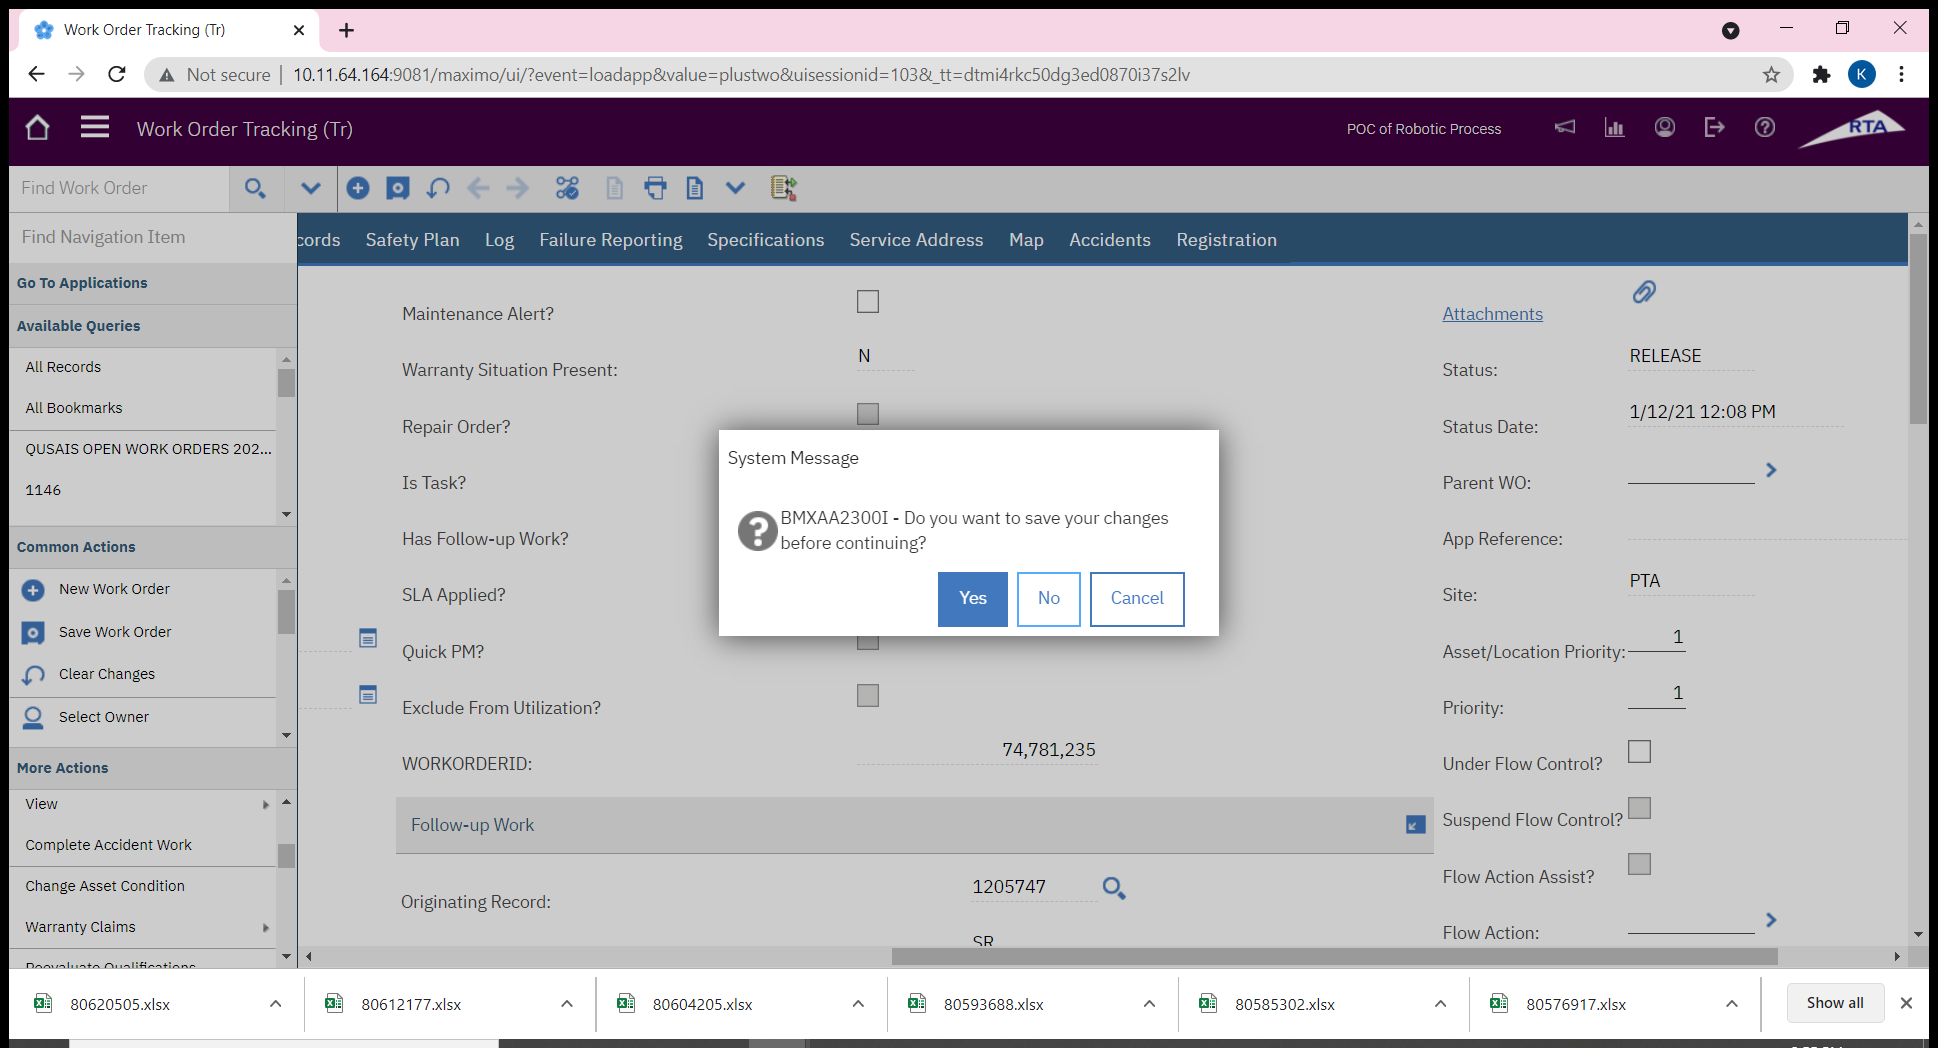 Work Order Tracking (Tr)
Not secure
10.11.64.164:9081/maximo/ui/?event=loadapp&value=plustwo&uisessionid=103&_tt=dtmi4rkc50dg3ed0870i37s2lv
K
Work Order Tracking (Tr)
POC of Robotic Process
RTA
Find Work Order
Find Navigation Item
cords Safety Plan Log Failure Reporting Specifications Service Address Map Accidents Registration
Go To Applications
Available Queries
All Records
All Bookmarks
QUSAIS OPEN WORK ORDERS 202...
1146
Common Actions
New Work Order
Save Work Order
Clear Changes
Select Owner
More Actions
View
Complete Accident Work
Change Asset Condition
Warranty Claims
Reevaluate Qualifications
Maintenance Alert?
Warranty Situation Present: N
Repair Order?
Is Task?
Has Follow-up Work?
SLA Applied?
Quick PM?
Exclude From Utilization?
WORKORDERID: 74,781,235
Follow-up Work
Originating Record: 1205747
SR
Attachments
Status: RELEASE
Status Date: 1/12/21 12:08 PM
Parent WO:
App Reference:
Site: PTA
Asset/Location Priority: 1
Priority: 1
Under Flow Control?
Suspend Flow Control?
Flow Action Assist?
Flow Action:
System Message
BMXAA2300I - Do you want to save your changes
before continuing?
Yes No Cancel
80620505.xlsx 80612177.xlsx 80604205.xlsx 80593688.xlsx 80585302.xlsx 80576917.xlsx Show all